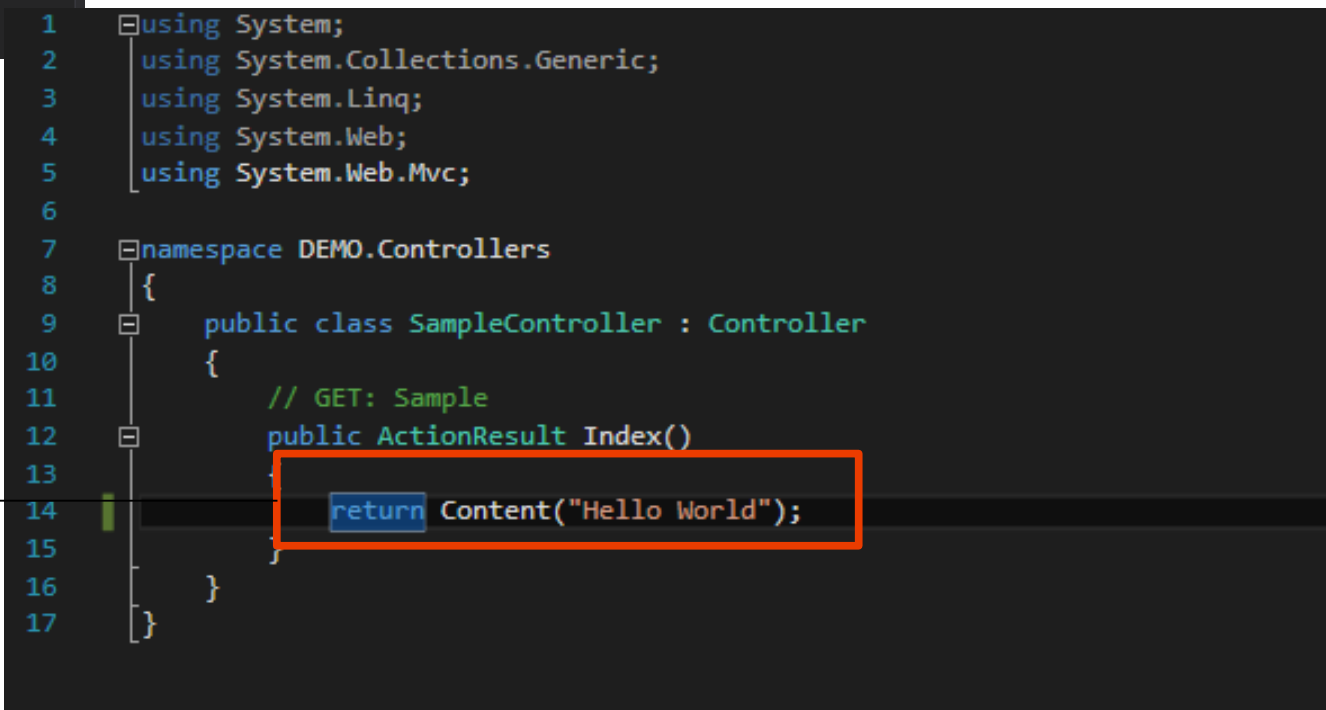 1 using System;
2 using System.Collections.Generic;
3 using System.Linq;
4 using System.Web;
5 using System.Web.Mvc;
6
7 namespace DEMO.Controllers
8 {
9 public class SampleController : Controller
10 {
11 // GET: Sample
12 public ActionResult Index()
13 {
14 return Content("Hello World");
15 }
16 }
17 }